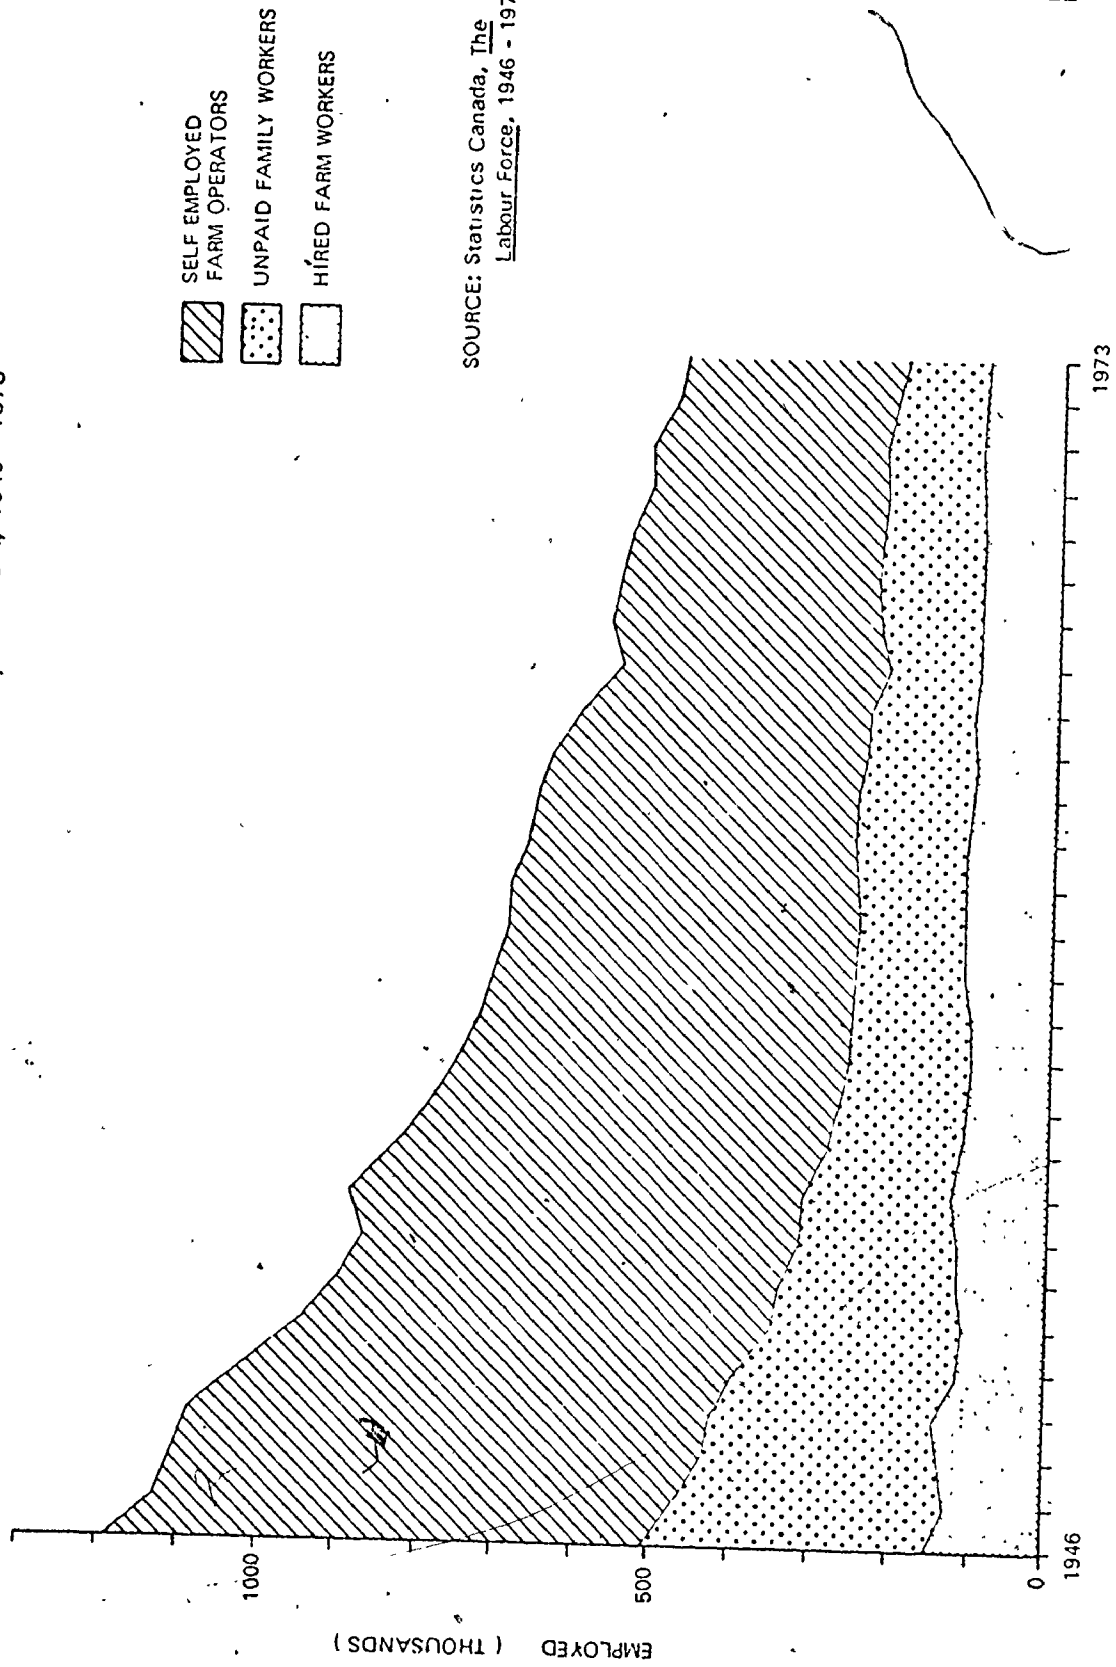 SELF EMPLOYED
FARM OPERATORS
UNPAID FAMILY WORKERS
HIRED FARM WORKERS
SOURCE: Statistics Canada, The
Labour Force, 1946 - 197
EMPLOYED (THOUSANDS)
1000
500
0
1946
1973